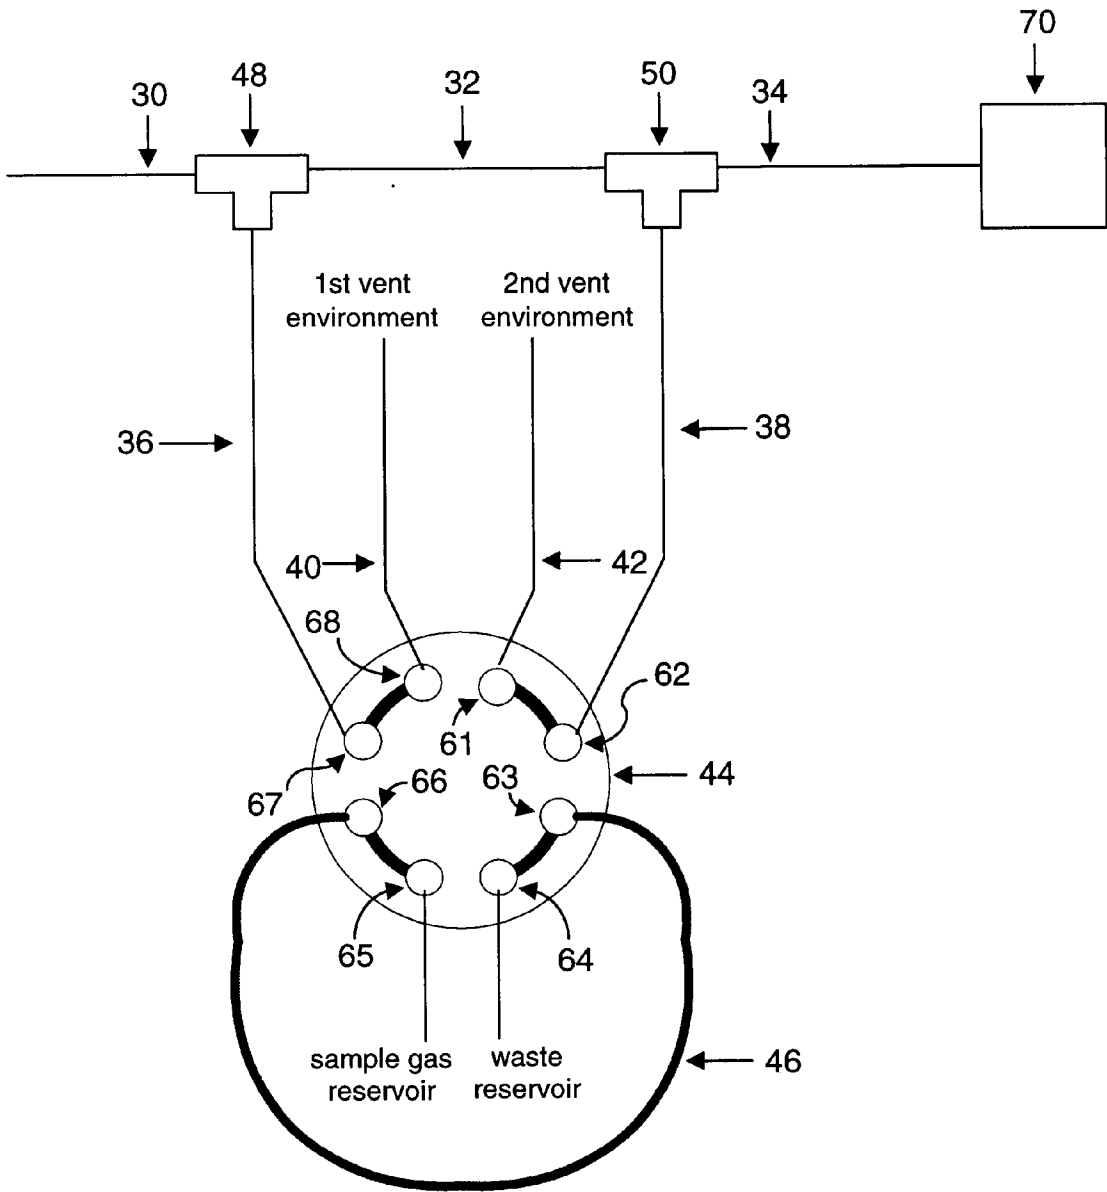 70
48
32
50
30
34
1st vent
environment
2nd vent
environment
36
38
40
42
68
62
61
44
67
66
63
65
64
sample gas
reservoir
waste
reservoir
46